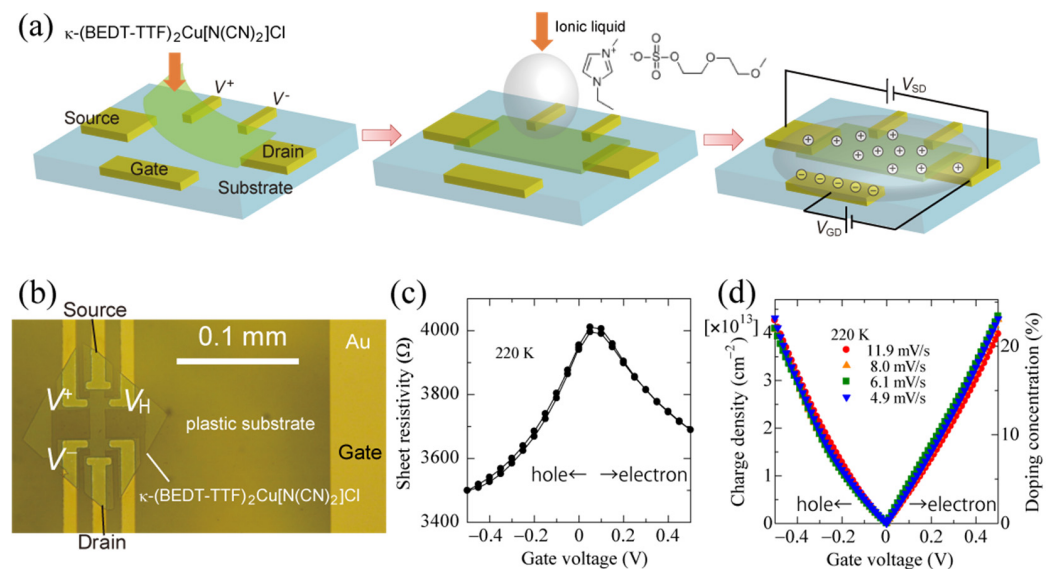 (a)
κ-(BEDT-TTF)2Cu[N(CN)2]Cl
V+
V-
Source
Drain
Gate
Substrate
Ionic liquid
N+
N
-O
O
S
O
O
O
O
VSD
VGD
(b)
Source
0.1 mm
Au
V+
VH
plastic substrate
V-
Gate
κ-(BEDT-TTF)2Cu[N(CN)2]Cl
Drain
(c)
4000
220 K
3800
3600
3400
Sheet resistivity (Ω)
hole← →electron
−0.4 −0.2 0 0.2 0.4
Gate voltage (V)
(d)
[×10^13]
4
3
2
1
0
Charge density (cm-2)
220 K
11.9 mV/s
8.0 mV/s
6.1 mV/s
4.9 mV/s
20
10
0
Doping concentration (%)
hole← →electron
−0.4 −0.2 0 0.2 0.4
Gate voltage (V)